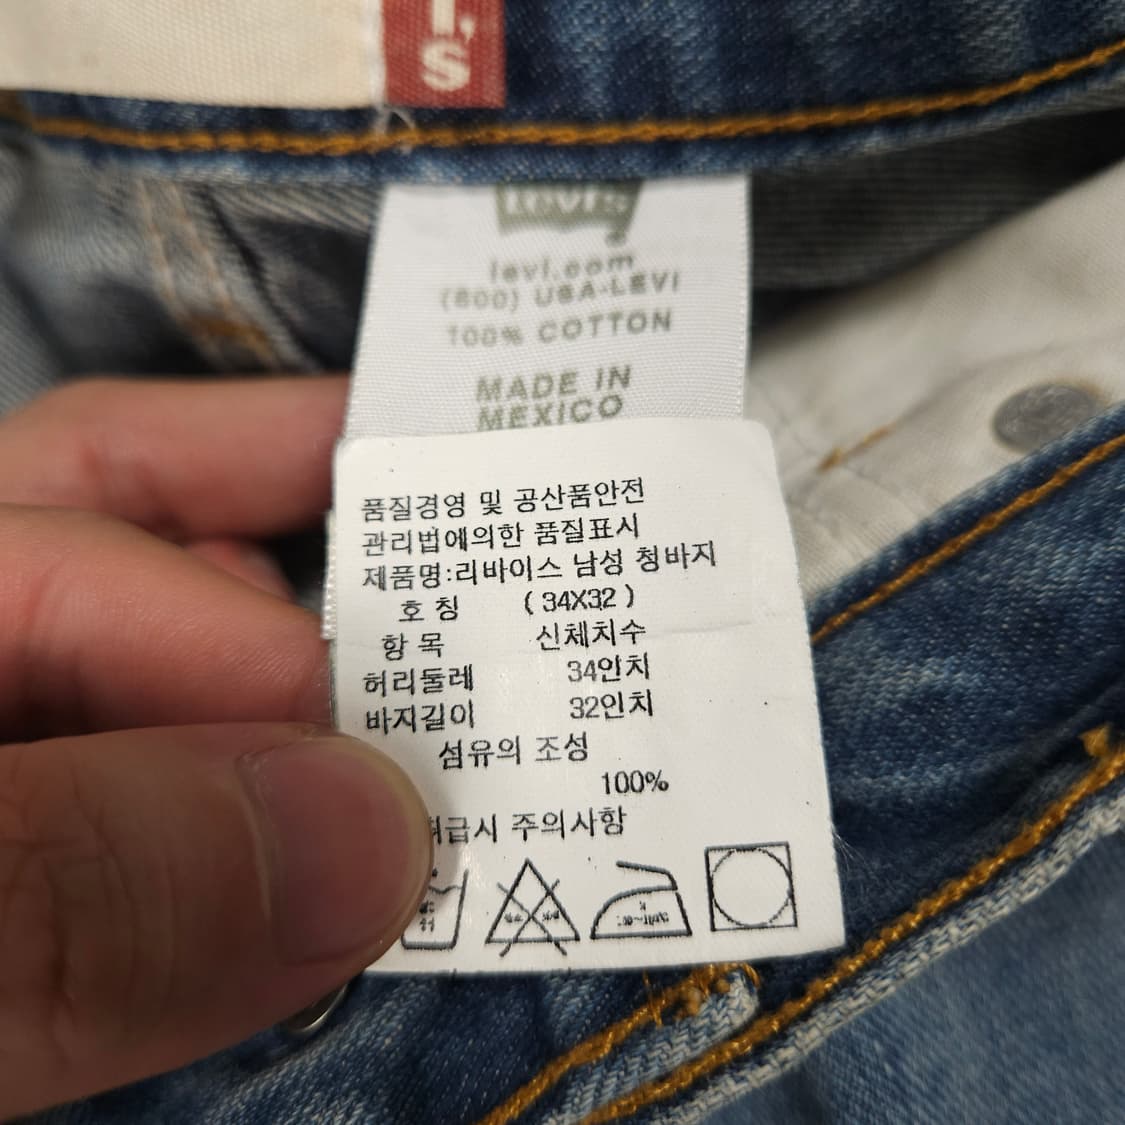 's
Levi's
levi.com
(800) USA-LEVI
100% COTTON
MADE IN
MEXICO
품질경영 및 공산품안전
관리법에의한 품질표시
제품명:리바이스 남성 청바지
호 칭 ( 34X32 )
항 목 신체치수
허리둘레 34인치
바지길이 32인치
섬유의 조성
100%
취급시 주의사항